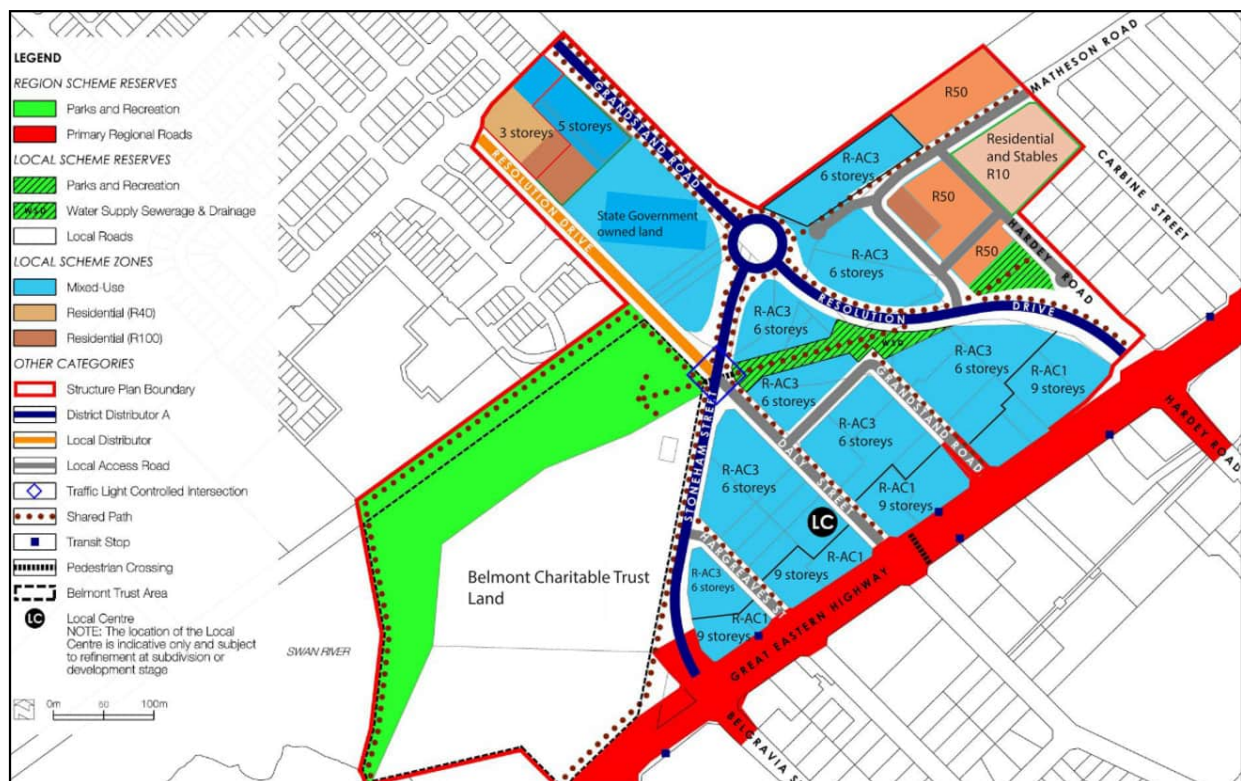 LEGEND
REGION SCHEME RESERVES
Parks and Recreation
Primary Regional Roads
LOCAL SCHEME RESERVES
Parks and Recreation
WSD
Water Supply Sewerage & Drainage
Local Roads
LOCAL SCHEME ZONES
Mixed-Use
Residential (R40)
Residential (R100)
OTHER CATEGORIES
Structure Plan Boundary
District Distributor A
Local Distributor
Local Access Road
Traffic Light Controlled Intersection
Shared Path
Transit Stop
Pedestrian Crossing
Belmont Trust Area
LC
Local Centre
NOTE: The location of the Local
Centre is indicative only and subject
to refinement at subdivision or
development stage
0m 50 100m
SWAN RIVER
GRANDSTAND ROAD
3 storeys
5 storeys
RESOLUTION DRIVE
State Government
owned land
R50
MATHESON ROAD
R-AC3
6 storeys
Residential
and Stables
R10
CARBINE STREET
R50
R50
HARDEY ROAD
R-AC3
6 storeys
RESOLUTION DRIVE
R-AC3
6 storeys
WSD
R-AC3
6 storeys
R-AC1
9 storeys
R-AC3
6 storeys
GRANDSTAND ROAD
R-AC3
6 storeys
HARDEY ROAD
STONEHAM STREET
DALY STREET
R-AC3
6 storeys
R-AC1
9 storeys
LC
HARGREAVES S
R-AC1
9 storeys
R-AC3
6 storeys
R-AC1
9 storeys
Belmont Charitable Trust
Land
GREAT EASTERN HIGHWAY
BELGRAVIA S